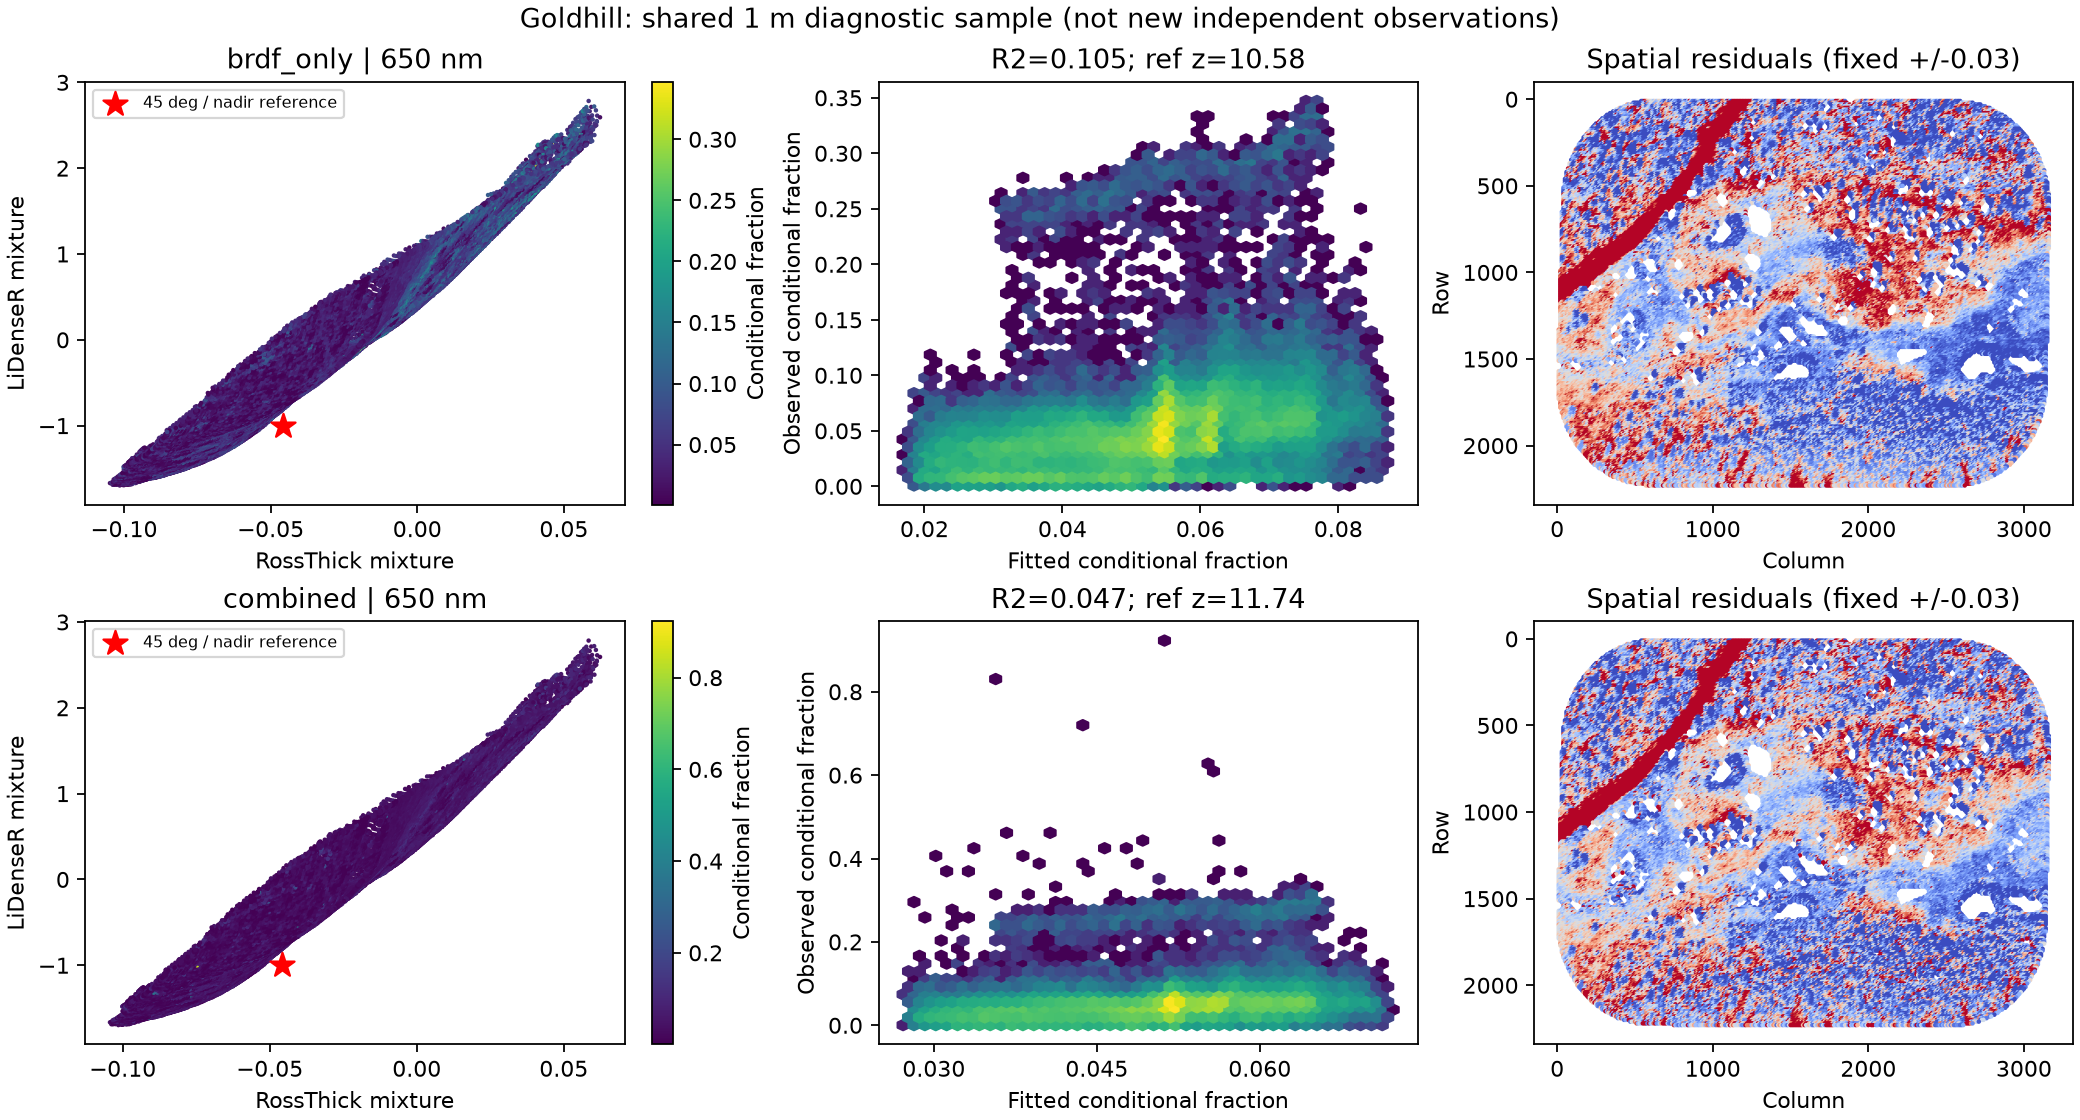 Goldhill: shared 1 m diagnostic sample (not new independent observations)
brdf_only | 650 nm
45 deg / nadir reference
3
2
1
0
−1
LiDenseR mixture
−0.10
−0.05
0.00
0.05
RossThick mixture
0.30
0.25
0.20
0.15
0.10
0.05
Conditional fraction
R2=0.105; ref z=10.58
0.35
0.30
0.25
0.20
0.15
0.10
0.05
0.00
Observed conditional fraction
0.02
0.04
0.06
0.08
Fitted conditional fraction
Spatial residuals (fixed +/-0.03)
0
500
1000
1500
2000
Row
0
1000
2000
3000
Column
combined | 650 nm
45 deg / nadir reference
3
2
1
0
−1
LiDenseR mixture
−0.10
−0.05
0.00
0.05
RossThick mixture
0.8
0.6
0.4
0.2
Conditional fraction
R2=0.047; ref z=11.74
0.8
0.6
0.4
0.2
0.0
Observed conditional fraction
0.030
0.045
0.060
Fitted conditional fraction
Spatial residuals (fixed +/-0.03)
0
500
1000
1500
2000
Row
0
1000
2000
3000
Column